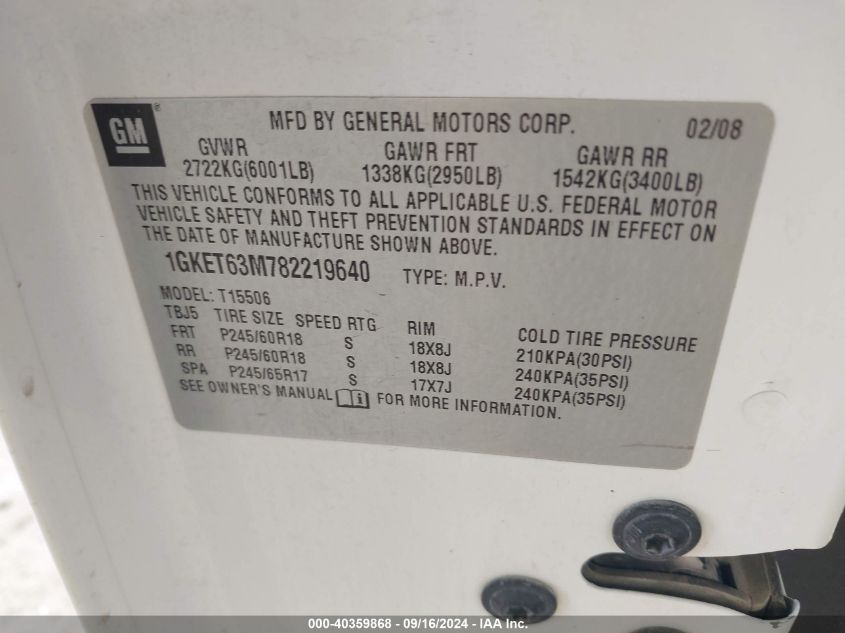 GM ® MFD BY GENERAL MOTORS CORP. 02/08
GVWR GAWR FRT GAWR RR
2722KG(6001LB) 1338KG(2950LB) 1542KG(3400LB)
THIS VEHICLE CONFORMS TO ALL APPLICABLE U.S. FEDERAL MOTOR
VEHICLE SAFETY AND THEFT PREVENTION STANDARDS IN EFFECT ON
THE DATE OF MANUFACTURE SHOWN ABOVE.
1GKET63M782219640 TYPE: M.P.V.
MODEL: T15506
TBJ5 TIRE SIZE SPEED RTG RIM COLD TIRE PRESSURE
FRT P245/60R18 S 18X8J 210KPA(30PSI)
RR P245/60R18 S 18X8J 240KPA(35PSI)
SPA P245/65R17 S 17X7J 240KPA(35PSI)
SEE OWNER'S MANUAL i FOR MORE INFORMATION.
000-40359868 - 09/16/2024 - IAA Inc.